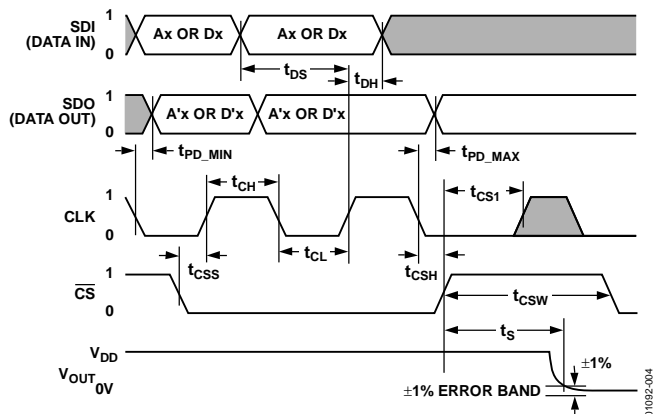 SDI
(DATA IN)
1
0
Ax OR Dx
Ax OR Dx
tDS
tDH
SDO
(DATA OUT)
1
0
A'x OR D'x
A'x OR D'x
tPD_MIN
tPD_MAX
tCH
tCS1
CLK
1
0
tCL
tCSS
tCSH
CS
1
0
tCSW
tS
VDD
VOUT
0V
±1%
±1% ERROR BAND
01092-004